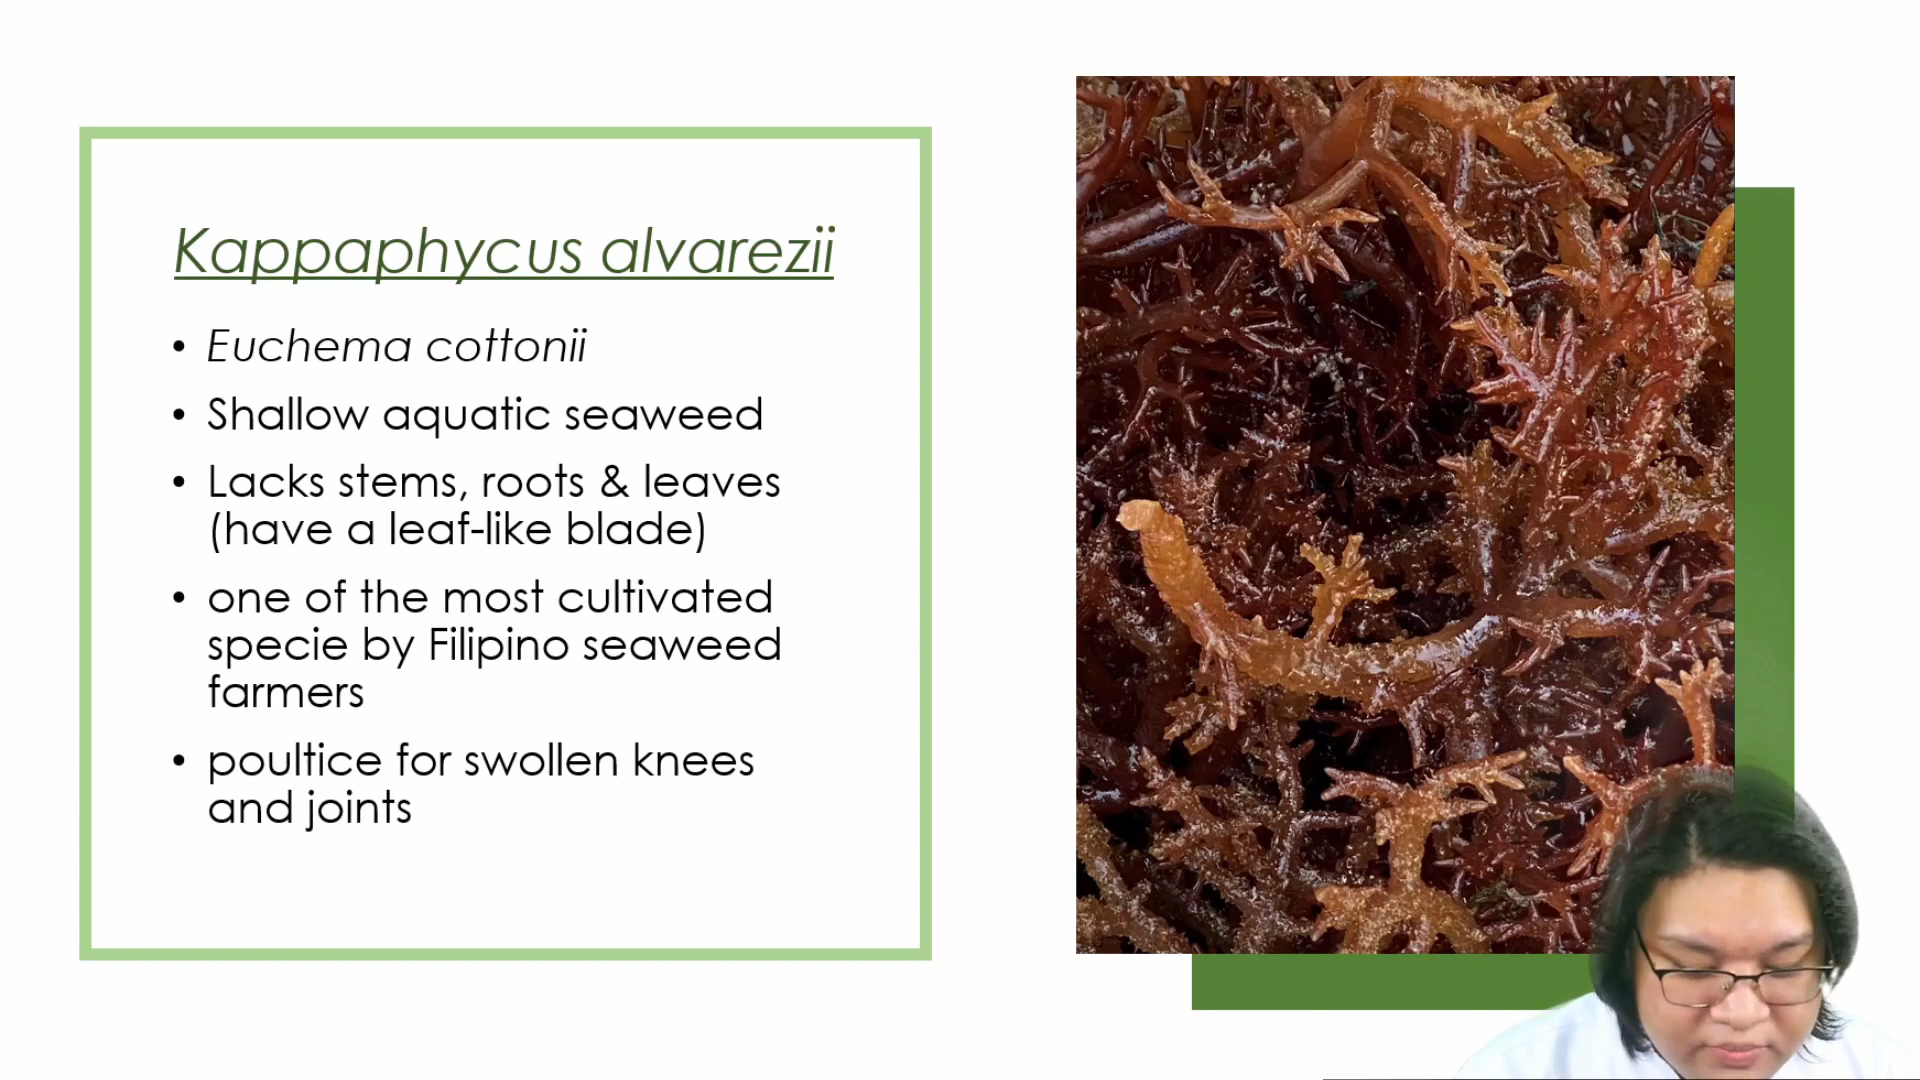 Kappaphycus alvarezii
• Euchema cottonii
• Shallow aquatic seaweed
• Lacks stems, roots & leaves
(have a leaf-like blade)
• one of the most cultivated
specie by Filipino seaweed
farmers
• poultice for swollen knees
and joints